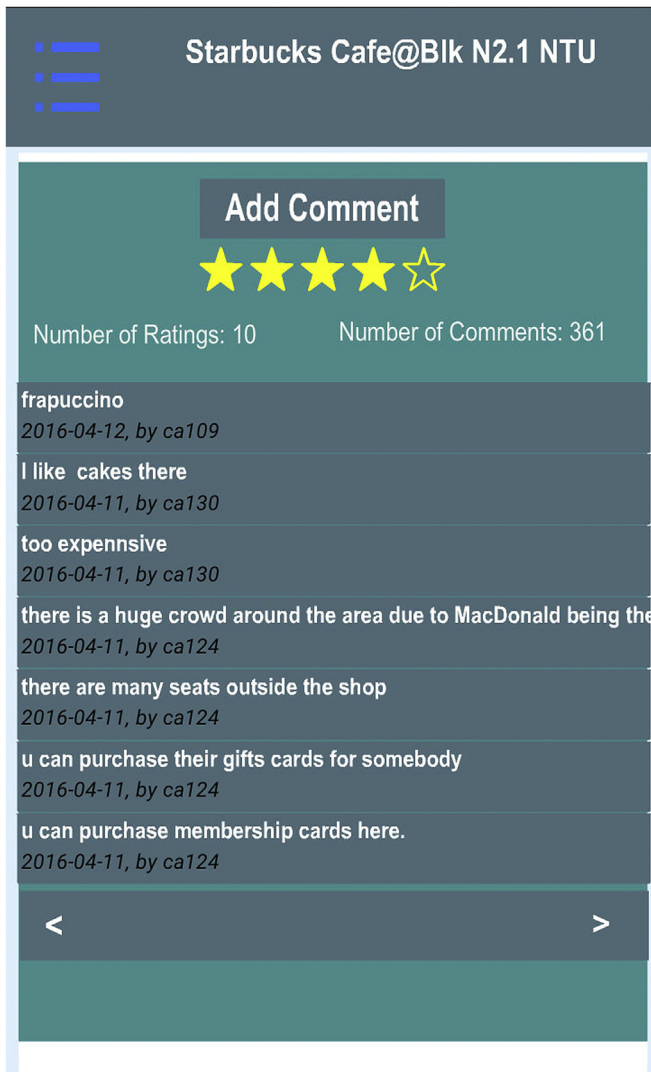 Starbucks Cafe@Blk N2.1 NTU
Add Comment
Number of Ratings: 10
Number of Comments: 361
frapuccino
2016-04-12, by ca109
I like  cakes there
2016-04-11, by ca130
too expennsive
2016-04-11, by ca130
there is a huge crowd around the area due to MacDonald being the
2016-04-11, by ca124
there are many seats outside the shop
2016-04-11, by ca124
u can purchase their gifts cards for somebody
2016-04-11, by ca124
u can purchase membership cards here.
2016-04-11, by ca124
< >